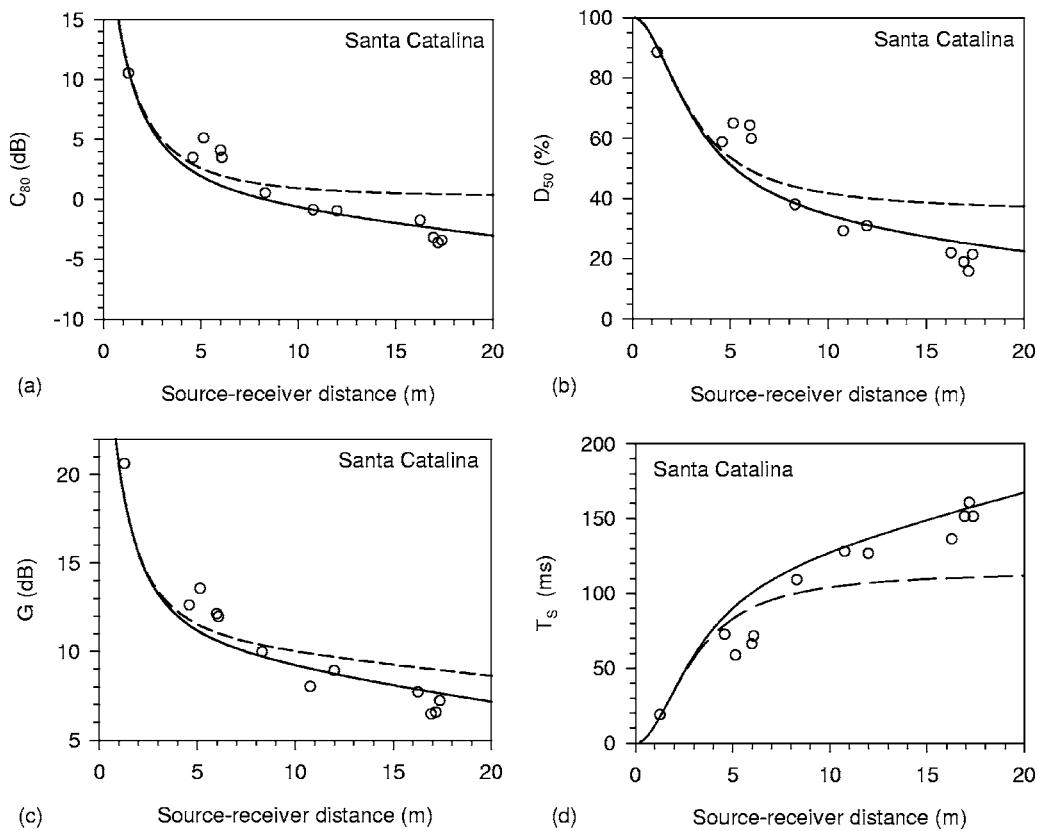 Santa Catalina
C80 (dB)
15
10
5
0
-5
-10
0 5 10 15 20
(a) Source-receiver distance (m)
Santa Catalina
D50 (%)
100
80
60
40
20
0
0 5 10 15 20
(b) Source-receiver distance (m)
Santa Catalina
G (dB)
20
15
10
5
0 5 10 15 20
(c) Source-receiver distance (m)
Santa Catalina
TS (ms)
200
150
100
50
0
0 5 10 15 20
(d) Source-receiver distance (m)